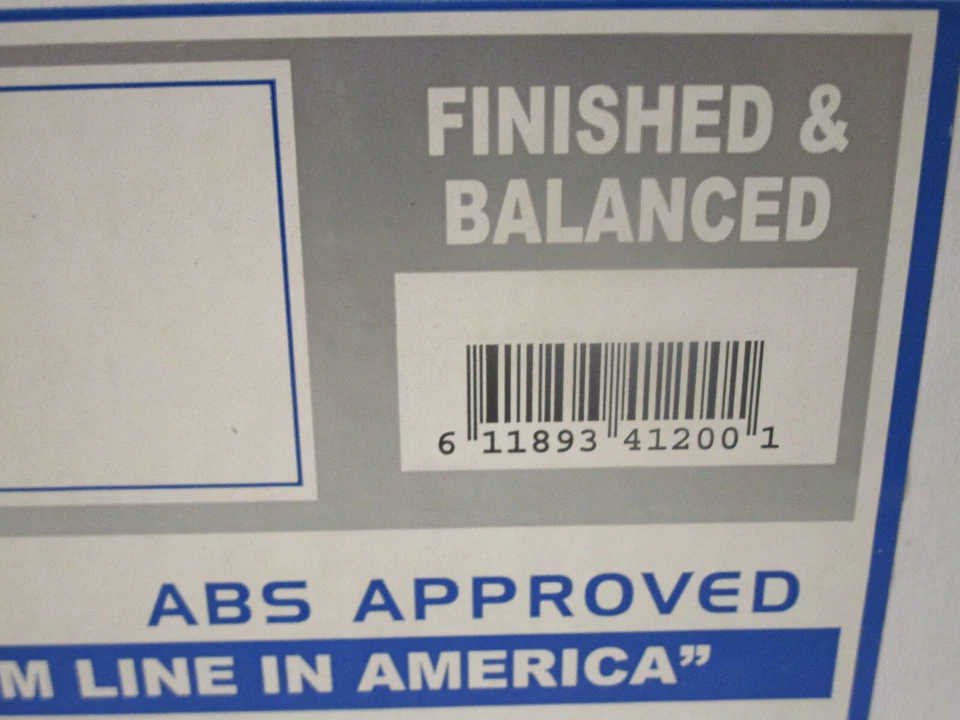 FINISHED &
BALANCED
6 11893 41200 1
ABS APPROVED
M LINE IN AMERICA”